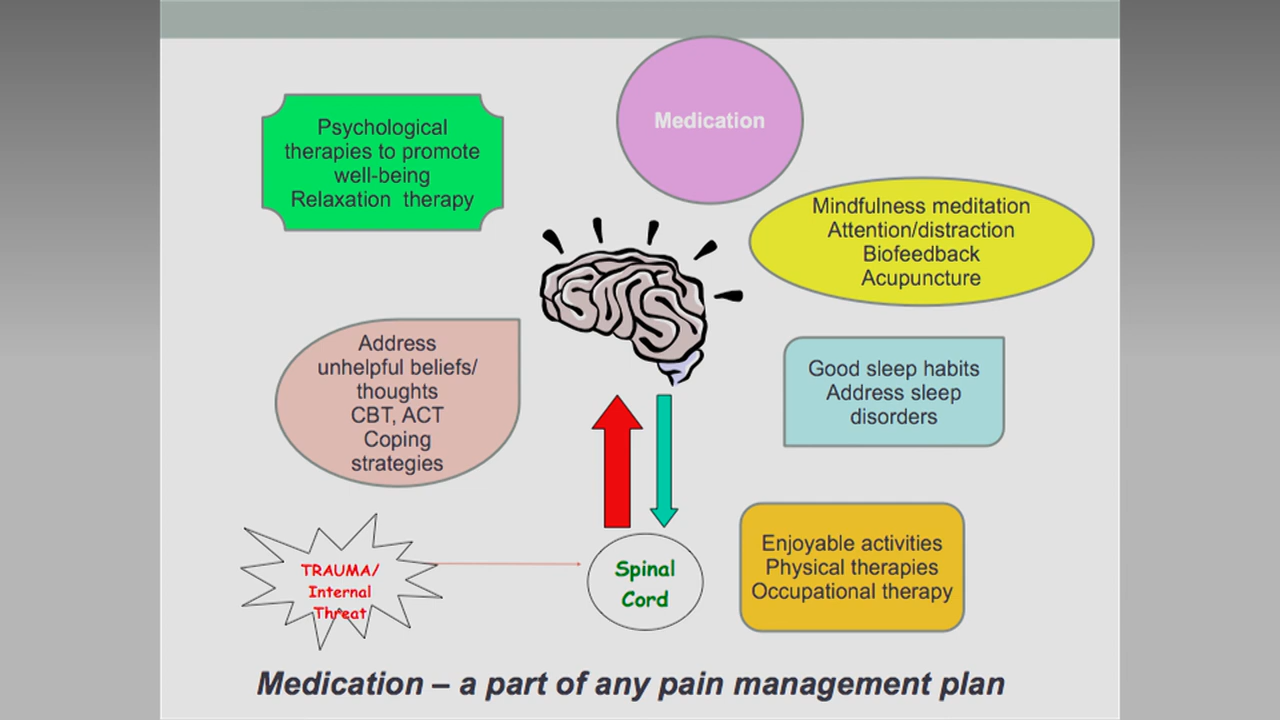 Medication
Psychological
therapies to promote
well-being
Relaxation therapy
Mindfulness meditation
Attention/distraction
Biofeedback
Acupuncture
Address
unhelpful beliefs/
thoughts
CBT, ACT
Coping
strategies
Good sleep habits
Address sleep
disorders
TRAUMA/
Internal
Threat
Spinal
Cord
Enjoyable activities
Physical therapies
Occupational therapy
Medication – a part of any pain management plan